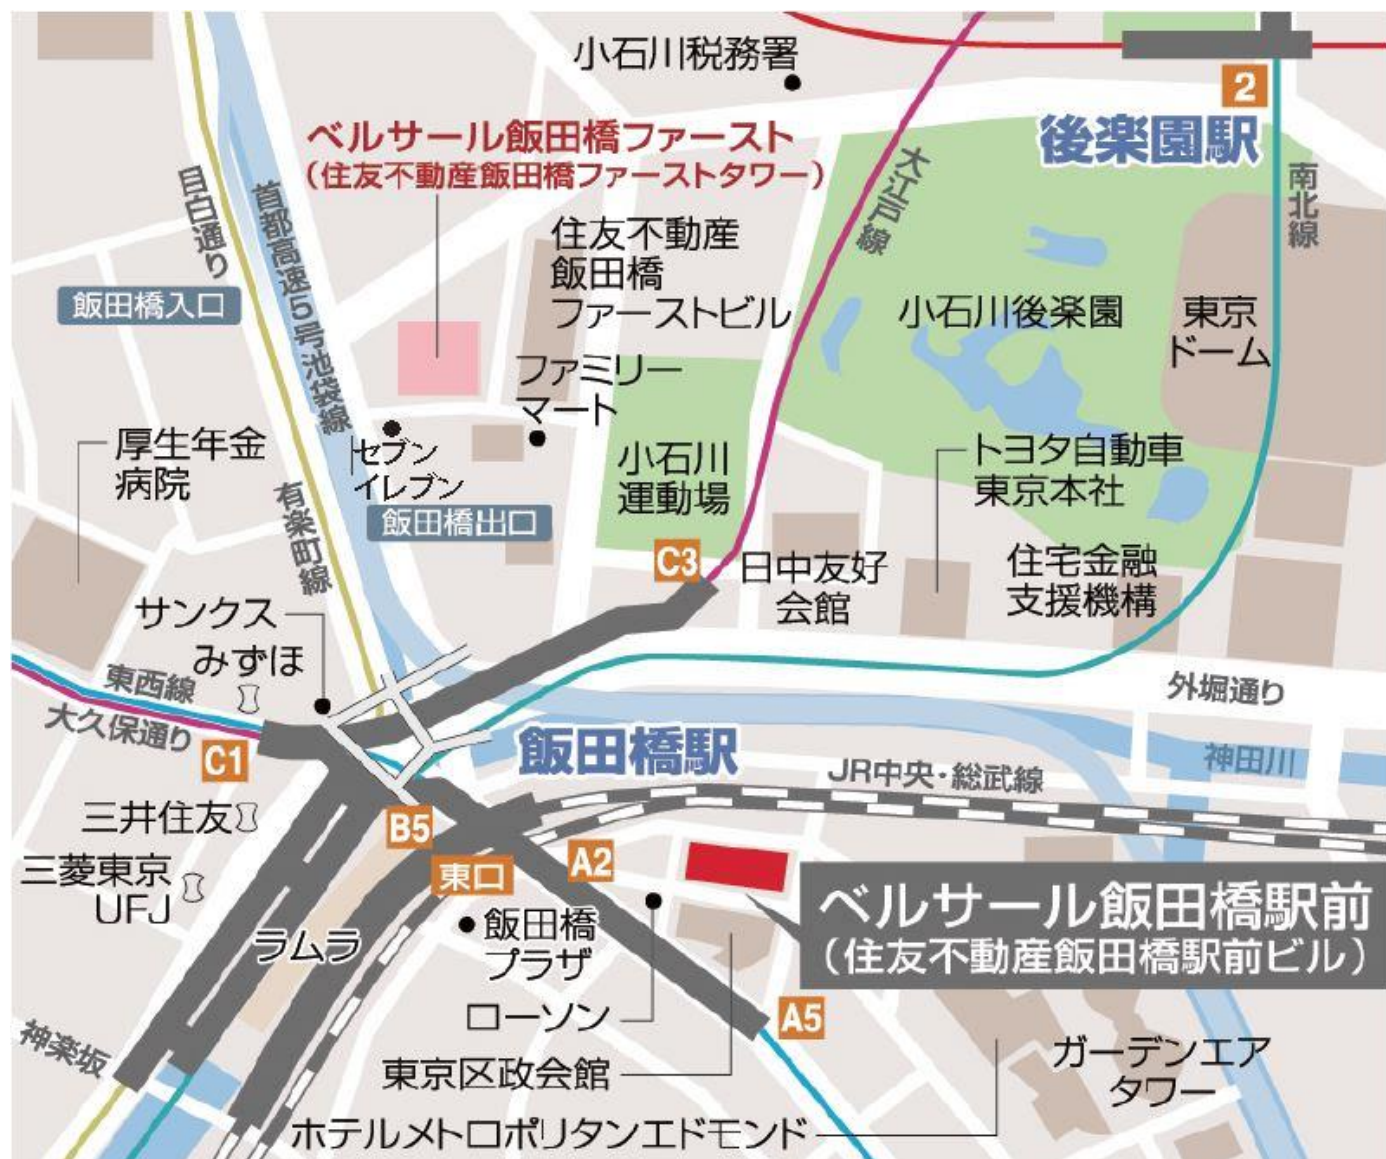 小石川税務署
2
後楽園駅
ベルサール飯田橋ファースト
(住友不動産飯田橋ファーストタワー)
大江戸線
南北線
目白通り
首都高速5号池袋線
住友不動産
飯田橋
ファーストビル
飯田橋入口
小石川後楽園
東京
ドーム
ファミリー
マート
厚生年金
病院
セブン
イレブン
小石川
運動場
トヨタ自動車
東京本社
有楽町線
飯田橋出口
C3
日中友好
会館
住宅金融
支援機構
サンクス
みずほ
東西線
大久保通り
外堀通り
C1
飯田橋駅
神田川
JR中央・総武線
三井住友
B5
三菱東京
UFJ
東口
A2
ベルサール飯田橋駅前
(住友不動産飯田橋駅前ビル)
ラムラ
飯田橋
プラザ
ローソン
A5
神楽坂
東京区政会館
ガーデンエア
タワー
ホテルメトロポリタンエドモンド